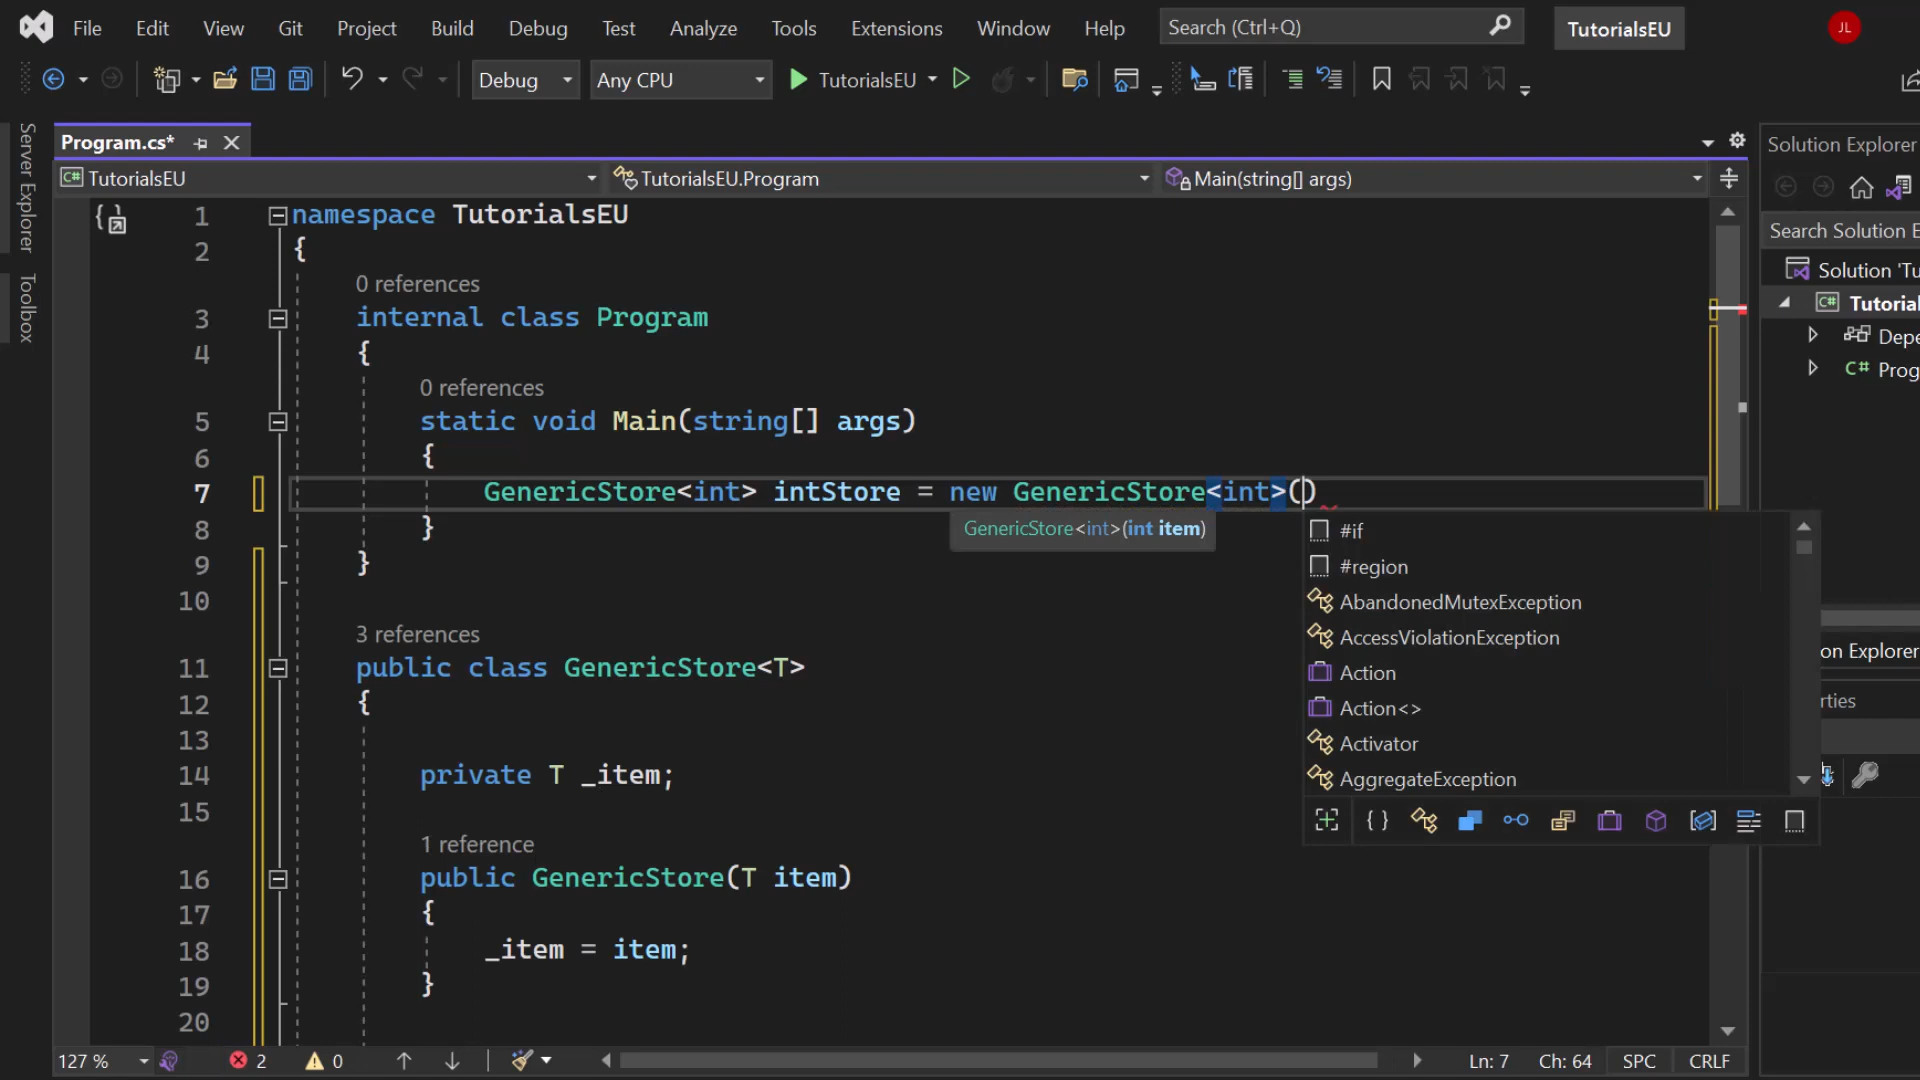 File Edit View Git Project Build Debug Test Analyze Tools Extensions Window Help Search (Ctrl+Q) TutorialsEU JL
Debug Any CPU TutorialsEU
Server Explorer
Toolbox
Program.cs*
TutorialsEU TutorialsEU.Program Main(string[] args)
1 namespace TutorialsEU
2 {
0 references
3 internal class Program
4 {
0 references
5 static void Main(string[] args)
6 {
7 GenericStore<int> intStore = new GenericStore<int>()
8 }
9 }
10
3 references
11 public class GenericStore<T>
12 {
13
14 private T _item;
15
1 reference
16 public GenericStore(T item)
17 {
18 _item = item;
19 }
20
GenericStore<int>(int item)
#if
#region
AbandonedMutexException
AccessViolationException
Action
Action<>
Activator
AggregateException
Solution Explorer
Search Solution E
Solution 'Tu
Tutorial
Depe
C# Prog
on Explorer
rties
127 % 2 0 Ln: 7 Ch: 64 SPC CRLF